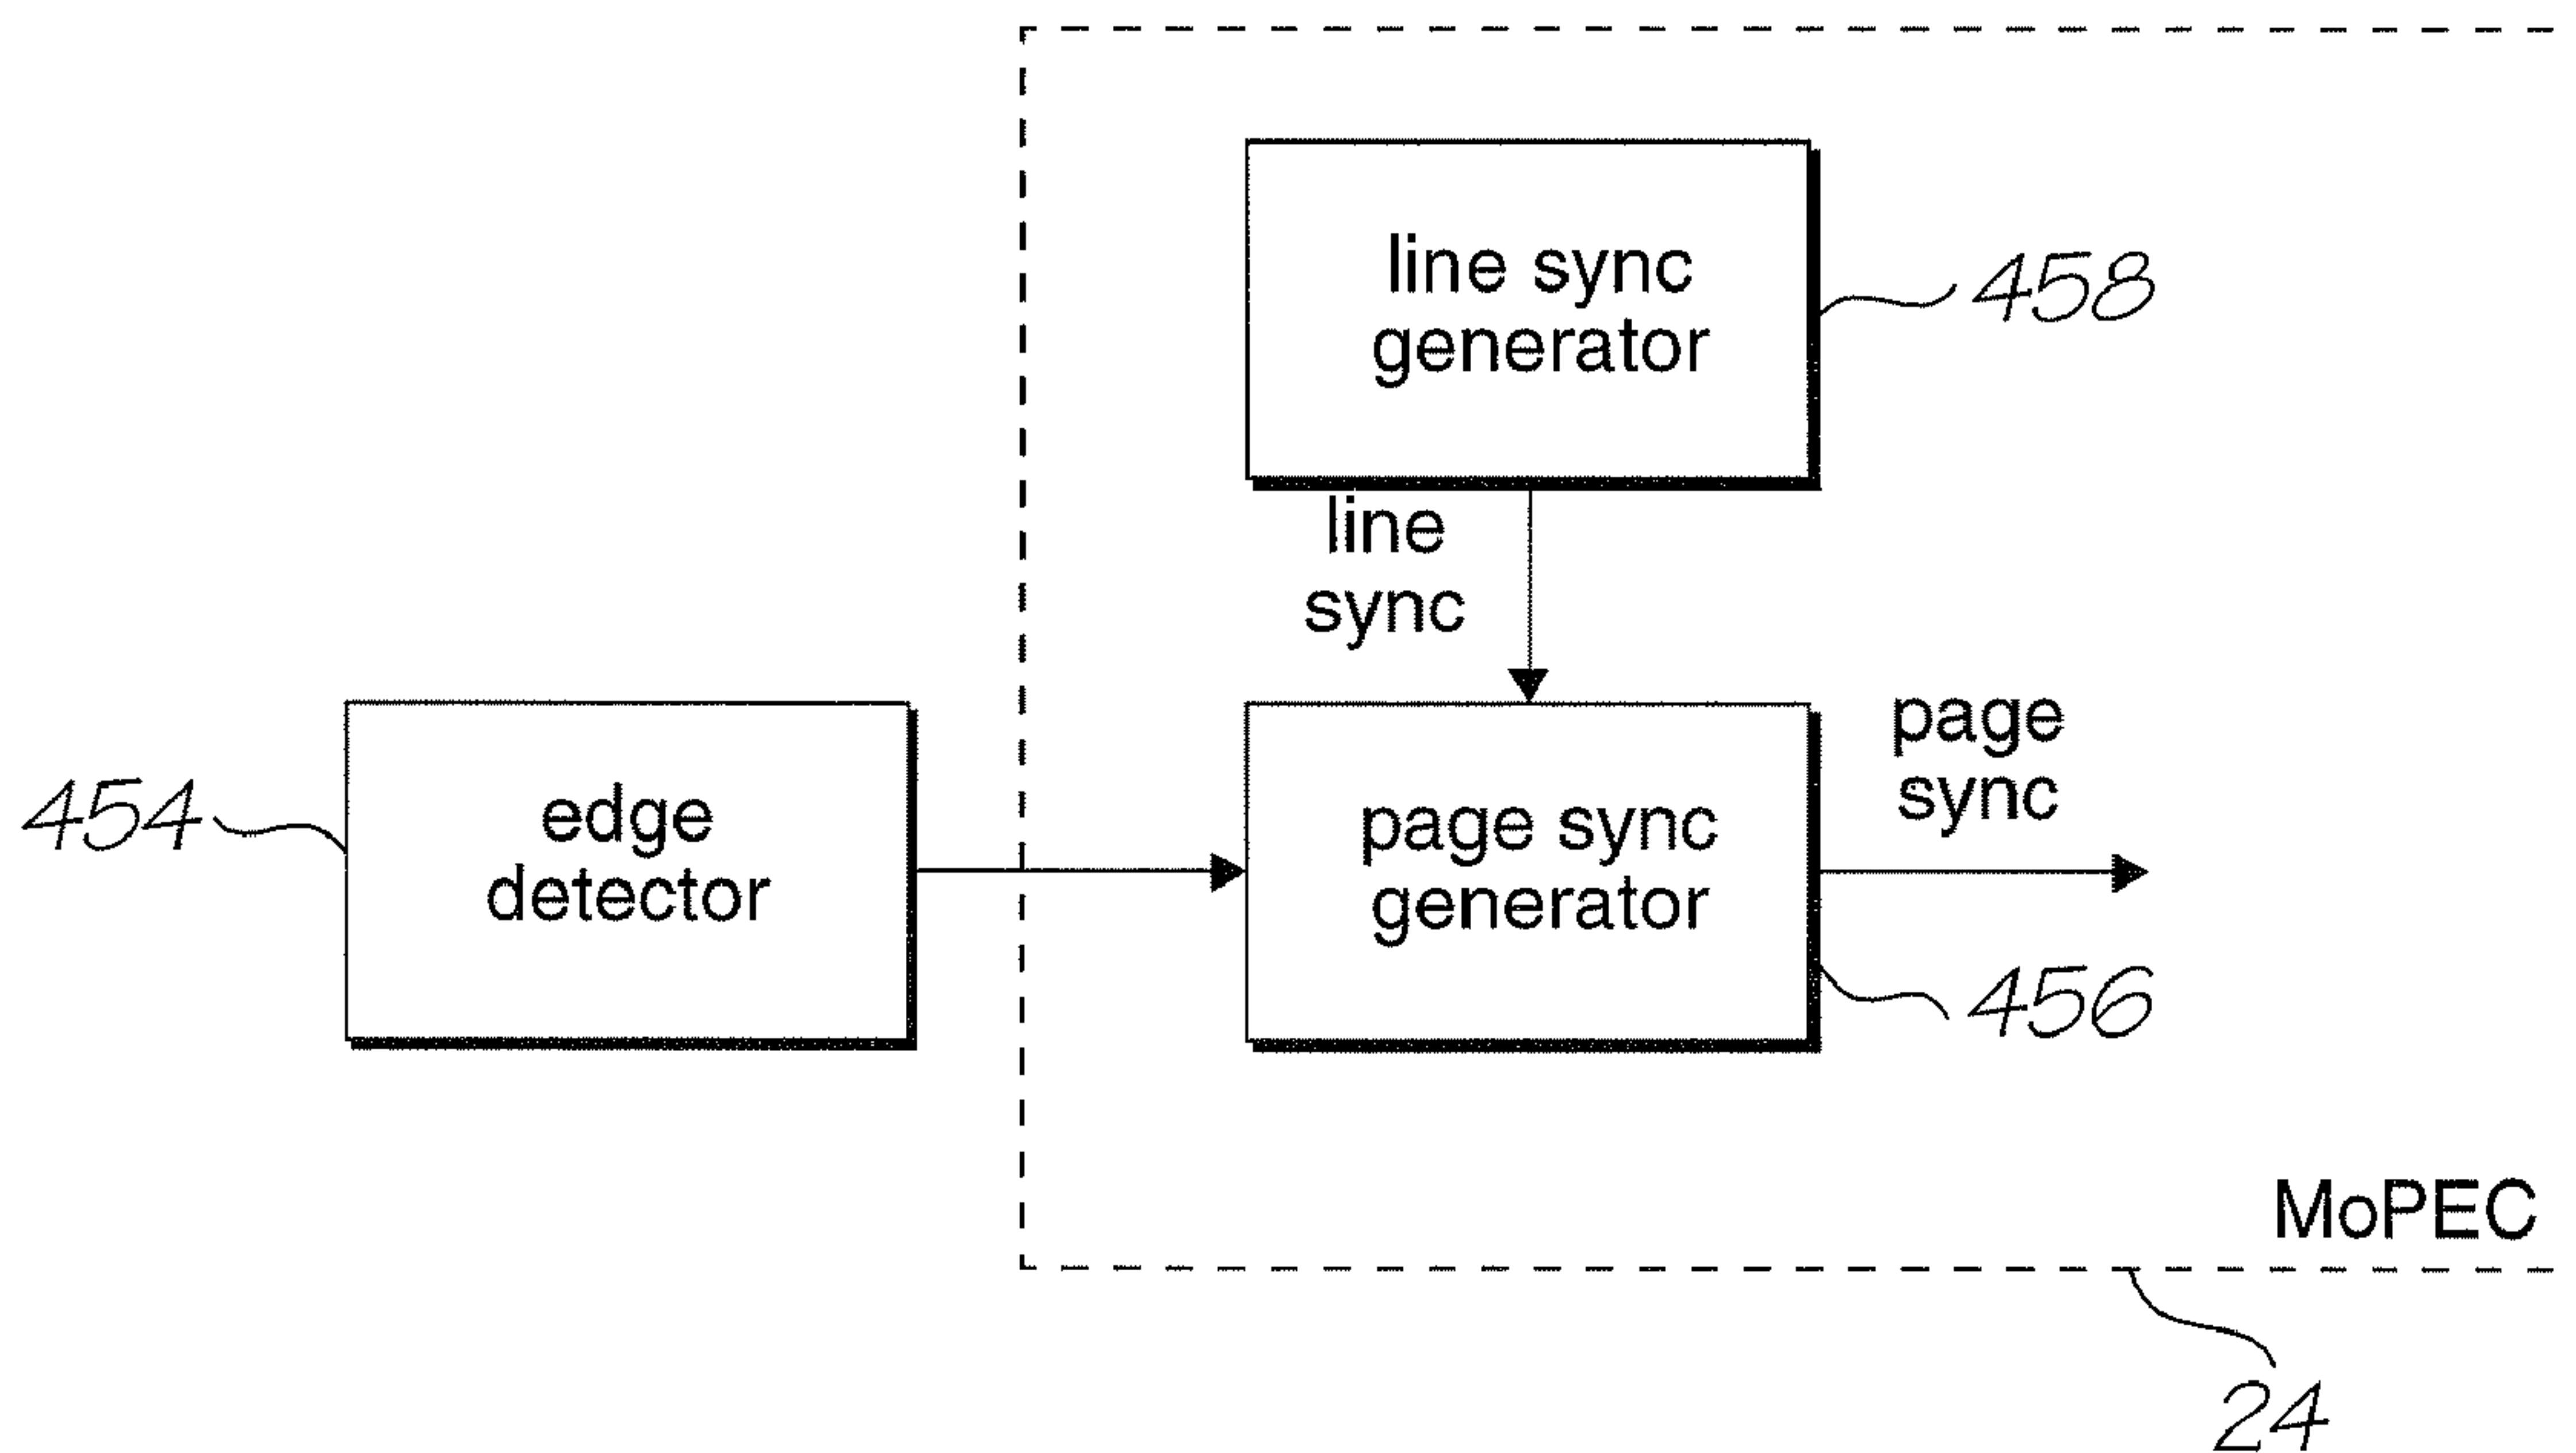 line sync
generator
458
line
sync
454
edge
detector
page sync
generator
page
sync
456
MoPEC
24